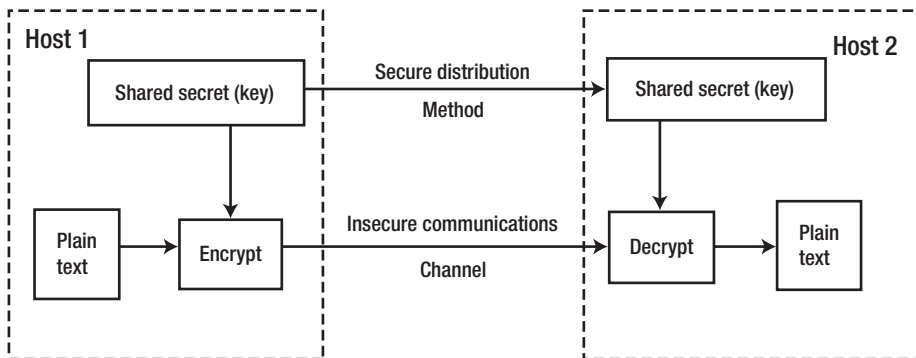 Host 1
Host 2
Shared secret (key)
Secure distribution
Method
Shared secret (key)
Plain
text
Encrypt
Insecure communications
Channel
Decrypt
Plain
text